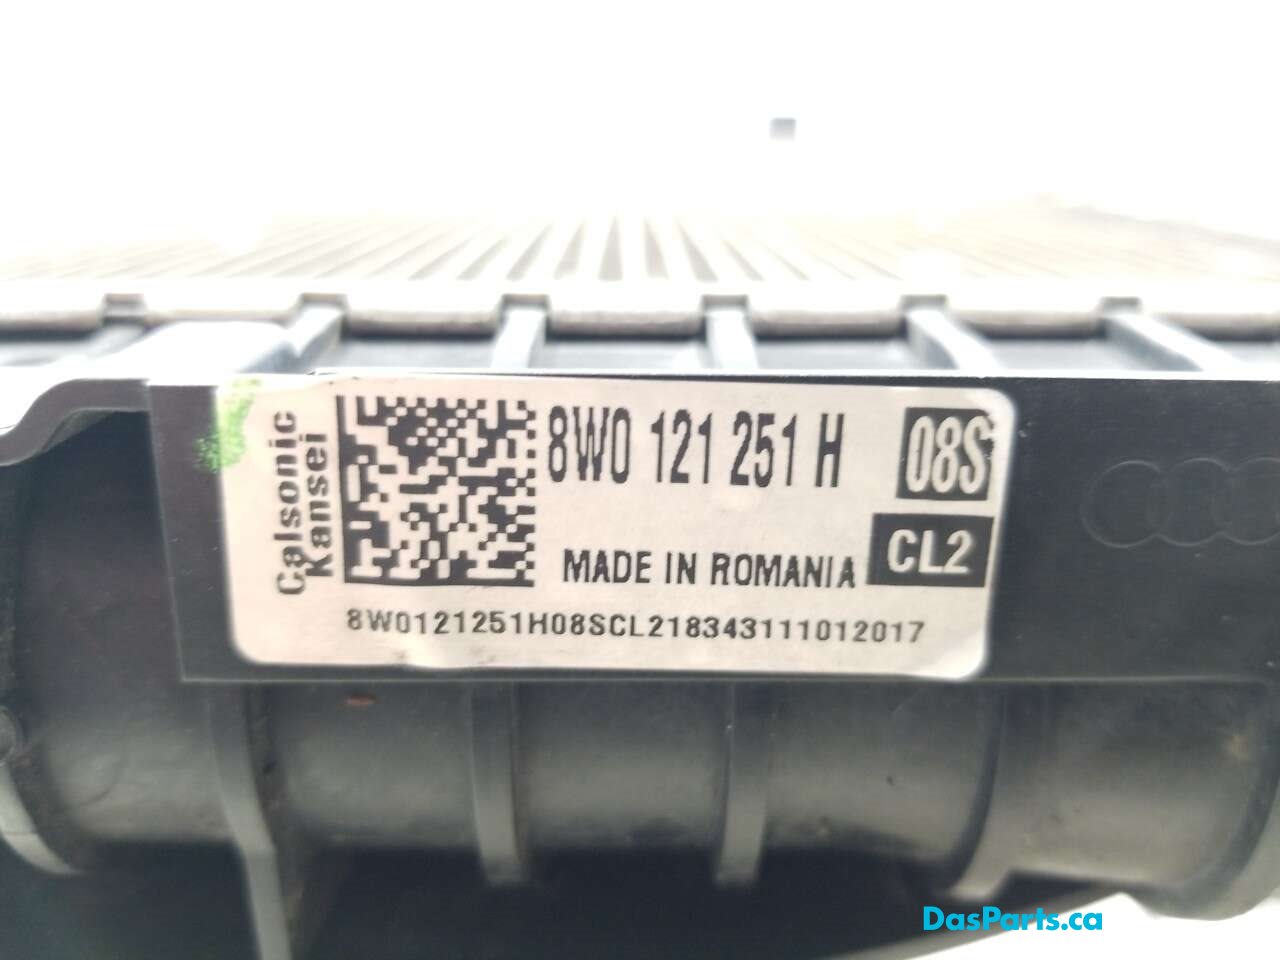 Calsonic
Kansei
8W0 121 251 H
08S
MADE IN ROMANIA
CL2
8W0121251H08SCL218343111012017
DasParts.ca